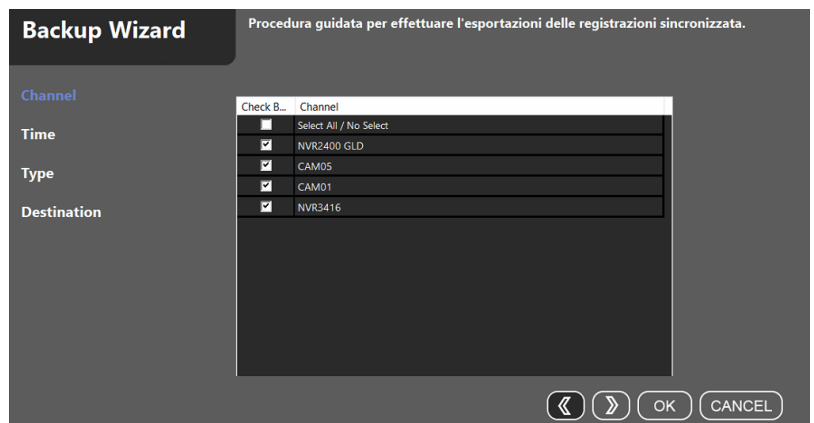 Backup Wizard
Procedura guidata per effettuare l'esportazioni delle registrazioni sincronizzata.
Channel
Time
Type
Destination
Check B... Channel
Select All / No Select
NVR2400 GLD
CAM05
CAM01
NVR3416
OK
CANCEL